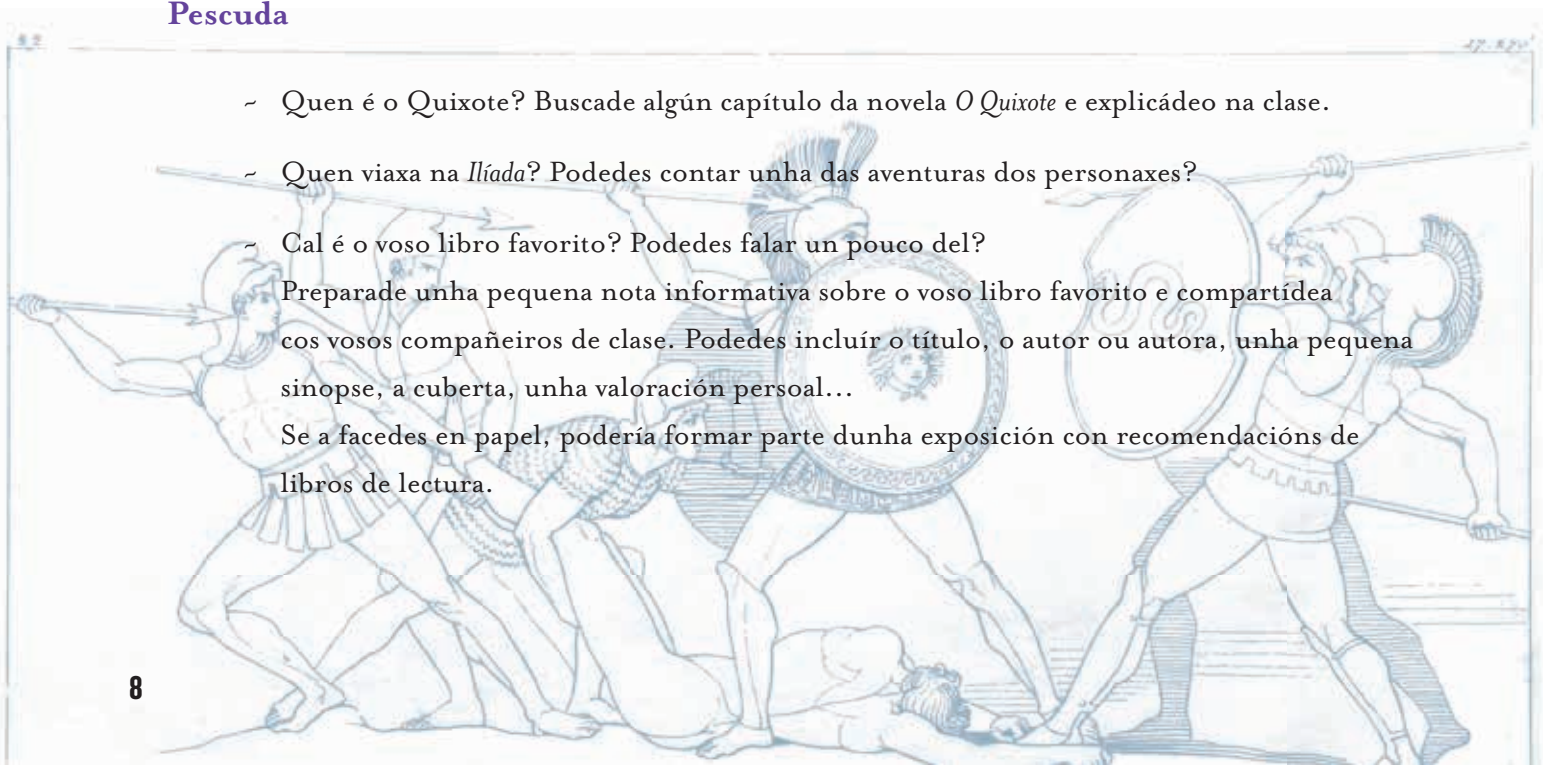 Pescuda
~ Quen é o Quixote? Buscade algún capítulo da novela O Quixote e explicádeo na clase.
~ Quen viaxa na Ilíada? Podedes contar unha das aventuras dos personaxes?
~ Cal é o voso libro favorito? Podedes falar un pouco del?
Preparade unha pequena nota informativa sobre o voso libro favorito e compartídea
cos vosos compañeiros de clase. Podedes incluír o título, o autor ou autora, unha pequena
sinopse, a cuberta, unha valoración persoal...
Se a facedes en papel, podería formar parte dunha exposición con recomendacións de
libros de lectura.
8